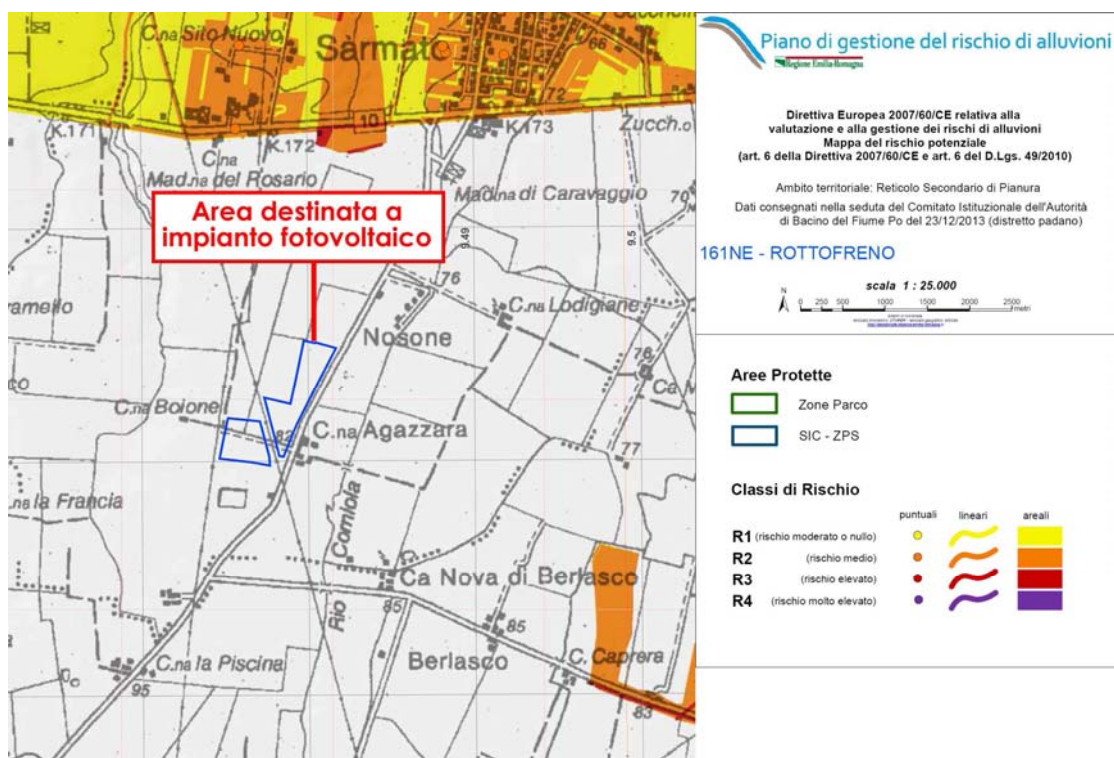 C.na Sito Nuovo
Sàrmato
66
72
K.171
10
K.172
K.173
Zucch.o
C.na
Mad.na del Rosario
Mad.na di Caravaggio
70
Area destinata a
impianto fotovoltaico
9.49
9.5
76
C.na Lodigiane
Nosone
76
C.na Boione
82
C.na Agazzara
77
C.na la Francia
Comiola
Rio
Ca Nova di Berlasco
85
85
Berlasco
C. Caprera
C.na la Piscina
95
83
Piano di gestione del rischio di alluvioni
Regione Emilia-Romagna
Direttiva Europea 2007/60/CE relativa alla
valutazione e alla gestione dei rischi di alluvioni
Mappa del rischio potenziale
(art. 6 della Direttiva 2007/60/CE e art. 6 del D.Lgs. 49/2010)
Ambito territoriale: Reticolo Secondario di Pianura
Dati consegnati nella seduta del Comitato Istituzionale dell'Autorità
di Bacino del Fiume Po del 23/12/2013 (distretto padano)
161NE - ROTTOFRENO
scala 1 : 25.000
N
0 250 500 1000 1500 2000 2500
metri
Aree Protette
Zone Parco
SIC - ZPS
Classi di Rischio
puntuali lineari areali
R1 (rischio moderato o nullo)
R2 (rischio medio)
R3 (rischio elevato)
R4 (rischio molto elevato)